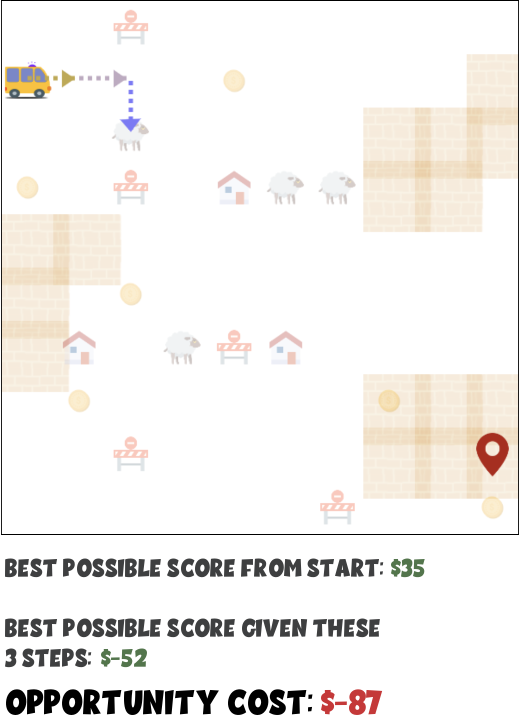 BEST POSSIBLE SCORE FROM START: $35
BEST POSSIBLE SCORE GIVEN THESE
3 STEPS: $-52
OPPORTUNITY COST: $-87